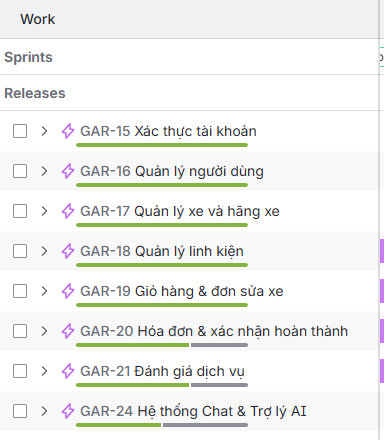 Work
Sprints
Releases
GAR-15 Xác thực tài khoản
GAR-16 Quản lý người dùng
GAR-17 Quản lý xe và hãng xe
GAR-18 Quản lý linh kiện
GAR-19 Giỏ hàng & đơn sửa xe
GAR-20 Hóa đơn & xác nhận hoàn thành
GAR-21 Đánh giá dịch vụ
GAR-24 Hệ thống Chat & Trợ lý AI